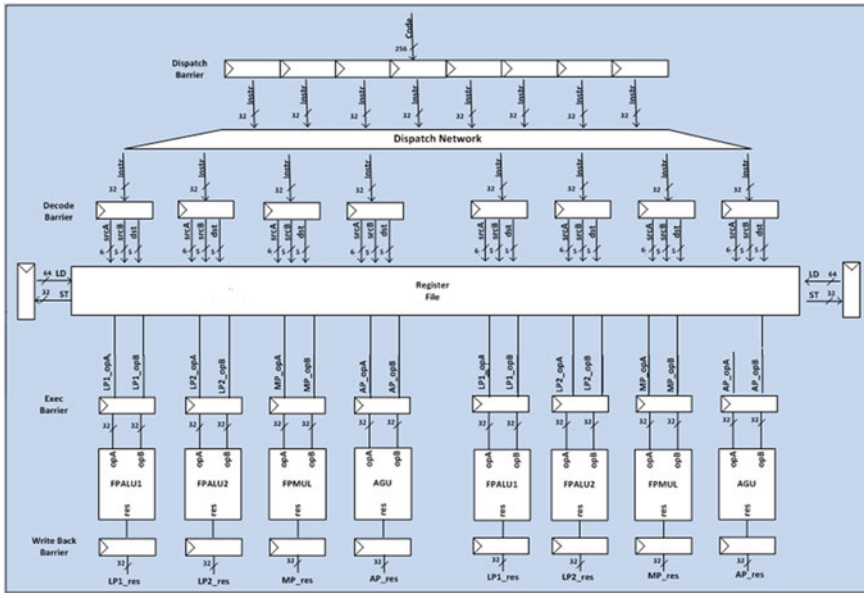 Code
256
Dispatch
Barrier
Instr Instr Instr Instr Instr Instr Instr Instr
32 32 32 32 32 32 32 32
Dispatch Network
Instr Instr Instr Instr Instr Instr Instr Instr
32 32 32 32 32 32 32 32
Decode
Barrier
srcA srcB dst srcA srcB dst srcA srcB dst srcA srcB dst srcA srcB dst srcA srcB dst srcA srcB dst srcA srcB dst
6 5 5 6 5 5 6 5 5 6 5 5 6 5 5 6 5 5 6 5 5 6 5 5
64 LD LD 64
32 ST ST 32
Register
File
LP1_opA, LP1_opB LP2_opA LP2_opB MP_opA MP_opB AP_opA AP_opB LP1_opA LP1_opB LP2_opA LP2_opB MP_opA MP_opB AP_opA AP_opB
Exec
Barrier
32 32 32 32 32 32 32 32 32 32 32 32 32 32 32 32
opA opB opA opB opA opB opA opB opA opB opA opB opA opB opA opB
FPALU1 FPALU2 FPMUL AGU FPALU1 FPALU2 FPMUL AGU
res res res res res res res res
Write Back
Barrier
32 32 32 32 32 32 32 32
LP1_res LP2_res MP_res AP_res LP1_res LP2_res MP_res AP_res